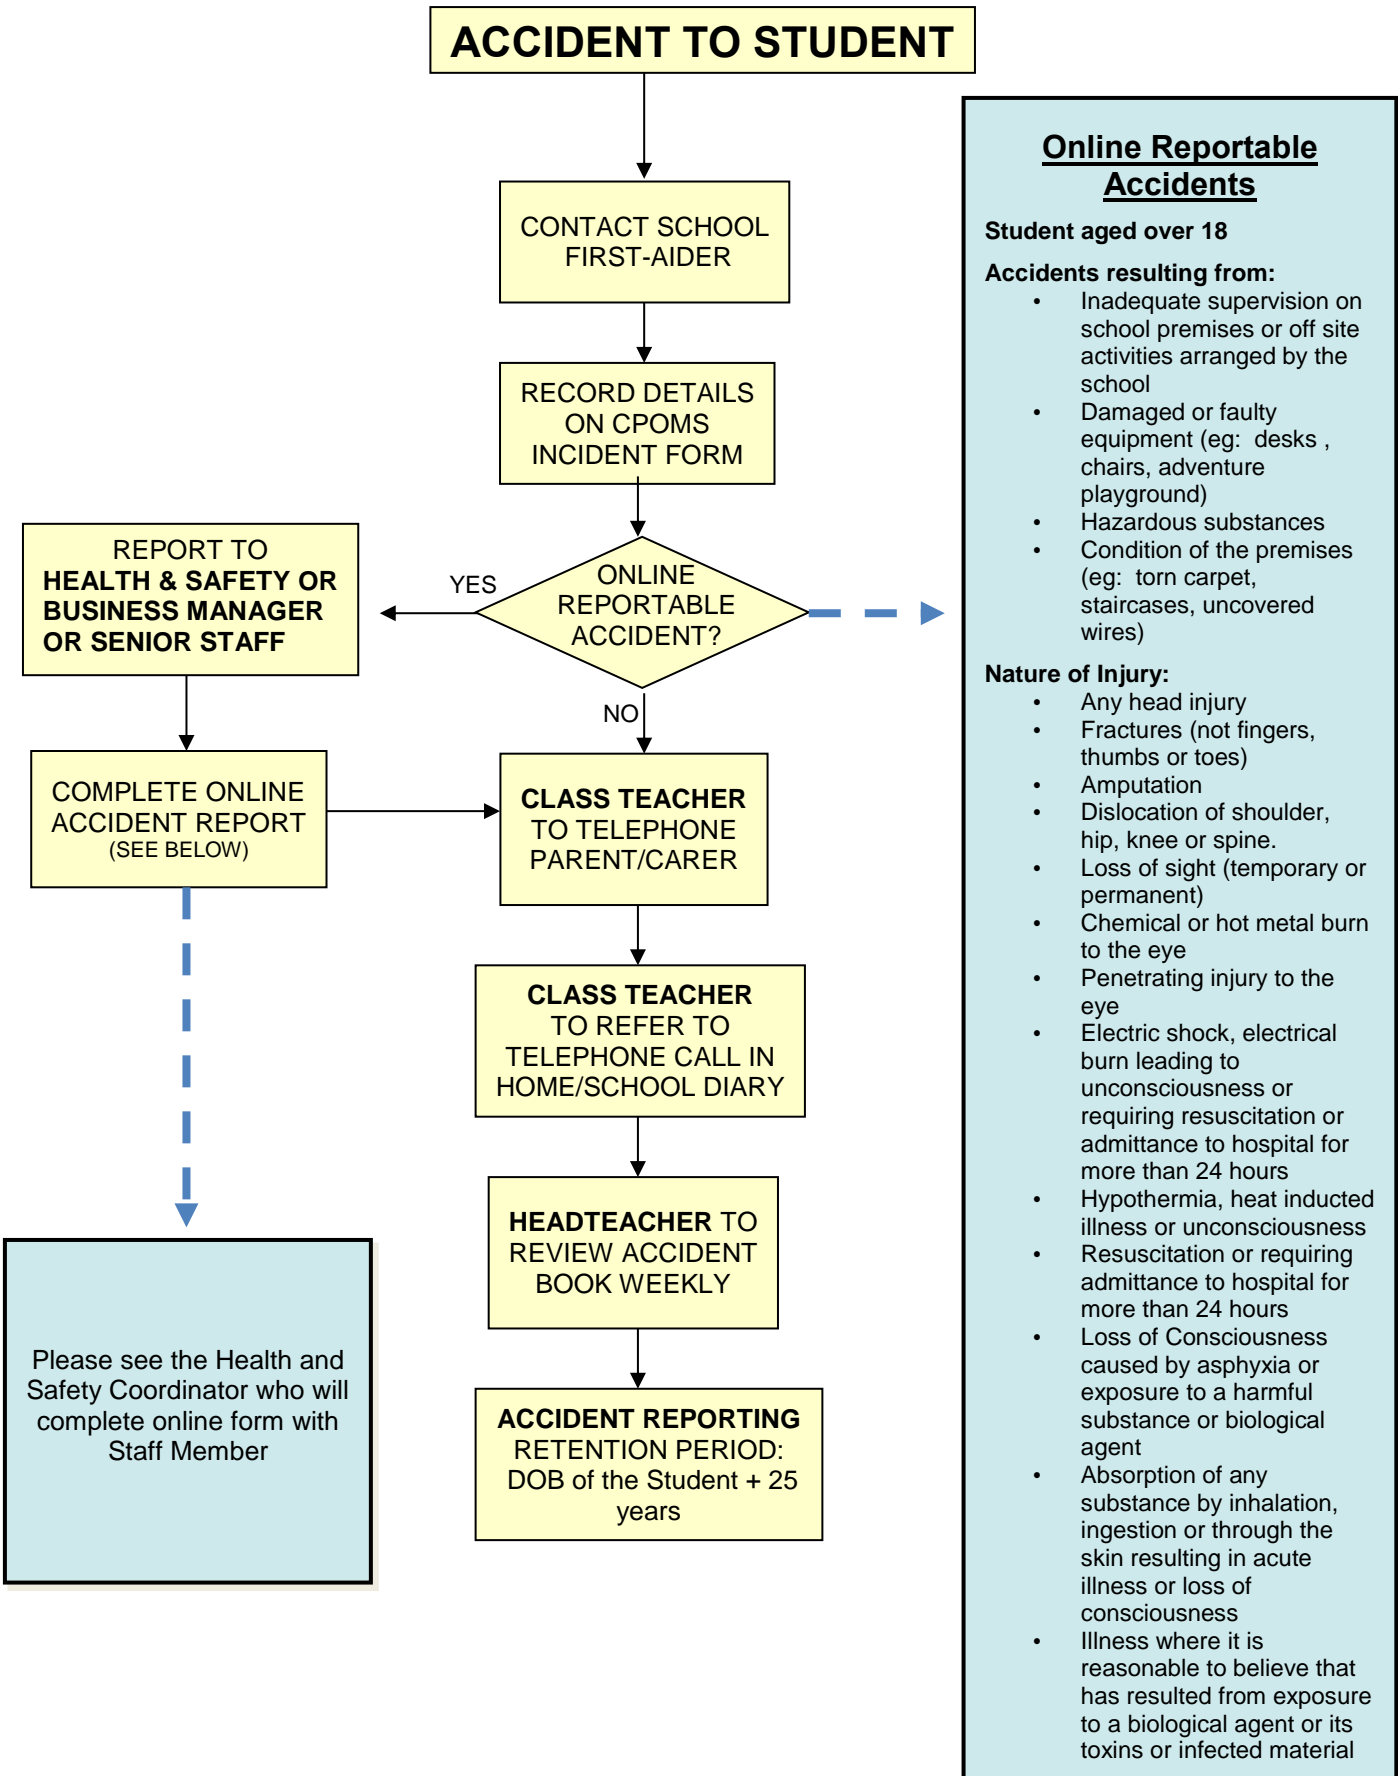 ACCIDENT TO STUDENT
CONTACT SCHOOL
FIRST-AIDER
RECORD DETAILS
ON CPOMS
INCIDENT FORM
ONLINE
REPORTABLE
ACCIDENT?
YES
NO
REPORT TO
HEALTH & SAFETY OR
BUSINESS MANAGER
OR SENIOR STAFF
COMPLETE ONLINE
ACCIDENT REPORT
(SEE BELOW)
Please see the Health and
Safety Coordinator who will
complete online form with
Staff Member
CLASS TEACHER
TO TELEPHONE
PARENT/CARER
CLASS TEACHER
TO REFER TO
TELEPHONE CALL IN
HOME/SCHOOL DIARY
HEADTEACHER TO
REVIEW ACCIDENT
BOOK WEEKLY
ACCIDENT REPORTING
RETENTION PERIOD:
DOB of the Student + 25
years
Online Reportable
Accidents
Student aged over 18
Accidents resulting from:
• Inadequate supervision on
school premises or off site
activities arranged by the
school
• Damaged or faulty
equipment (eg: desks ,
chairs, adventure
playground)
• Hazardous substances
• Condition of the premises
(eg: torn carpet,
staircases, uncovered
wires)
Nature of Injury:
• Any head injury
• Fractures (not fingers,
thumbs or toes)
• Amputation
• Dislocation of shoulder,
hip, knee or spine.
• Loss of sight (temporary or
permanent)
• Chemical or hot metal burn
to the eye
• Penetrating injury to the
eye
• Electric shock, electrical
burn leading to
unconsciousness or
requiring resuscitation or
admittance to hospital for
more than 24 hours
• Hypothermia, heat inducted
illness or unconsciousness
• Resuscitation or requiring
admittance to hospital for
more than 24 hours
• Loss of Consciousness
caused by asphyxia or
exposure to a harmful
substance or biological
agent
• Absorption of any
substance by inhalation,
ingestion or through the
skin resulting in acute
illness or loss of
consciousness
• Illness where it is
reasonable to believe that
has resulted from exposure
to a biological agent or its
toxins or infected material